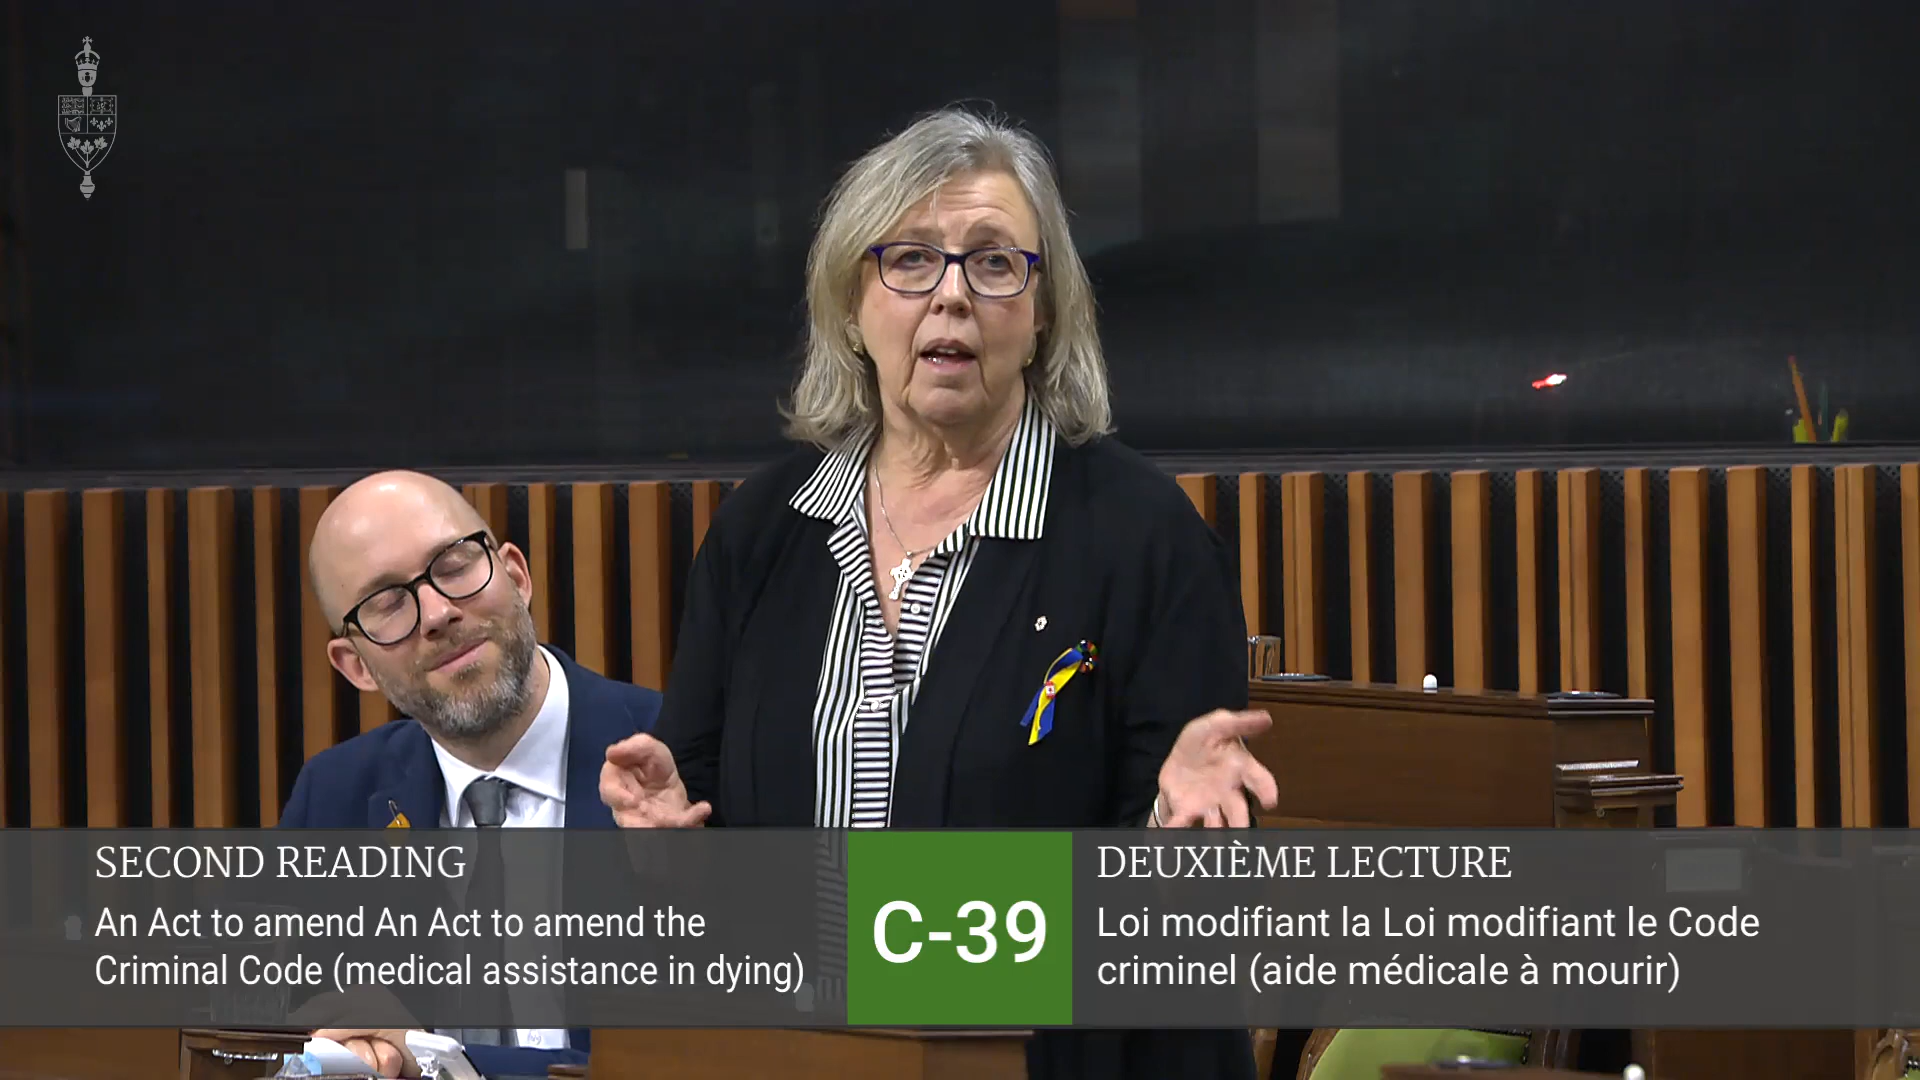 SECOND READING
An Act to amend An Act to amend the
Criminal Code (medical assistance in dying)
C-39
DEUXIÈME LECTURE
Loi modifiant la Loi modifiant le Code
criminel (aide médicale à mourir)